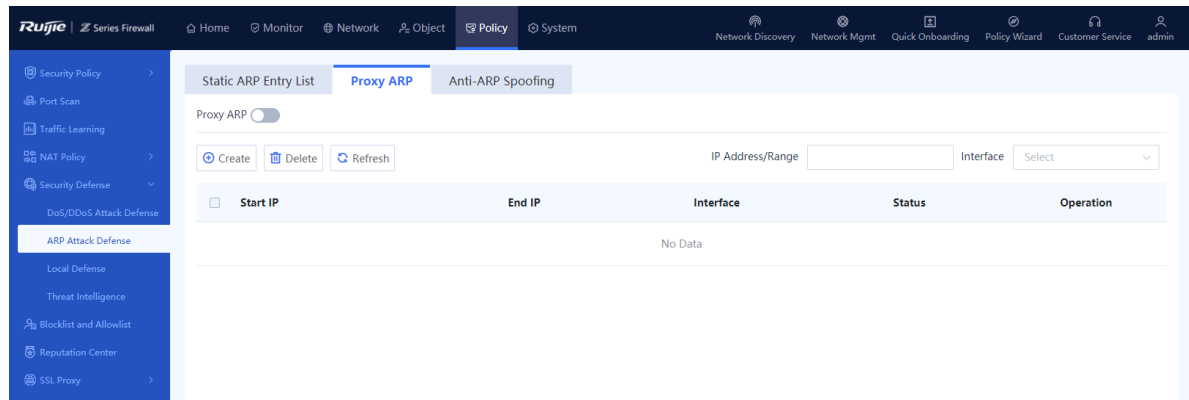 Ruijie | Z Series Firewall Home Monitor Network Object Policy System Network Discovery Network Mgmt Quick Onboarding Policy Wizard Customer Service admin
Security Policy
Port Scan
Traffic Learning
NAT Policy
Security Defense
DoS/DDoS Attack Defense
ARP Attack Defense
Local Defense
Threat Intelligence
Blocklist and Allowlist
Reputation Center
SSL Proxy
Static ARP Entry List Proxy ARP Anti-ARP Spoofing
Proxy ARP
Create Delete Refresh IP Address/Range Interface Select
Start IP End IP Interface Status Operation
No Data